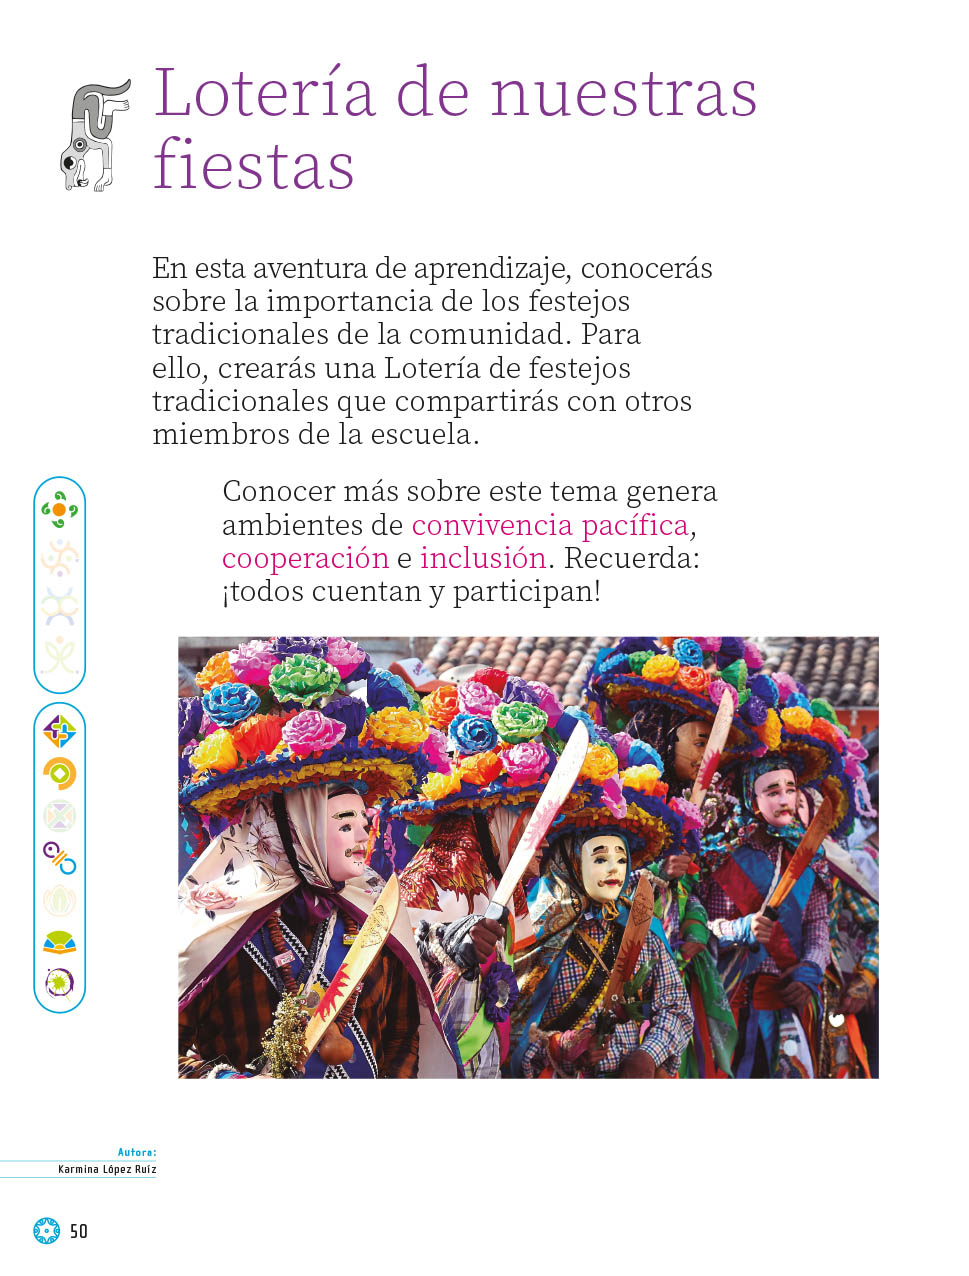 Lotería de nuestras
fiestas
En esta aventura de aprendizaje, conocerás
sobre la importancia de los festejos
tradicionales de la comunidad. Para
ello, crearás una Lotería de festejos
tradicionales que compartirás con otros
miembros de la escuela.
Conocer más sobre este tema genera
ambientes de convivencia pacífica,
cooperación e inclusión. Recuerda:
¡todos cuentan y participan!
Autora:
Karmina López Ruíz
50